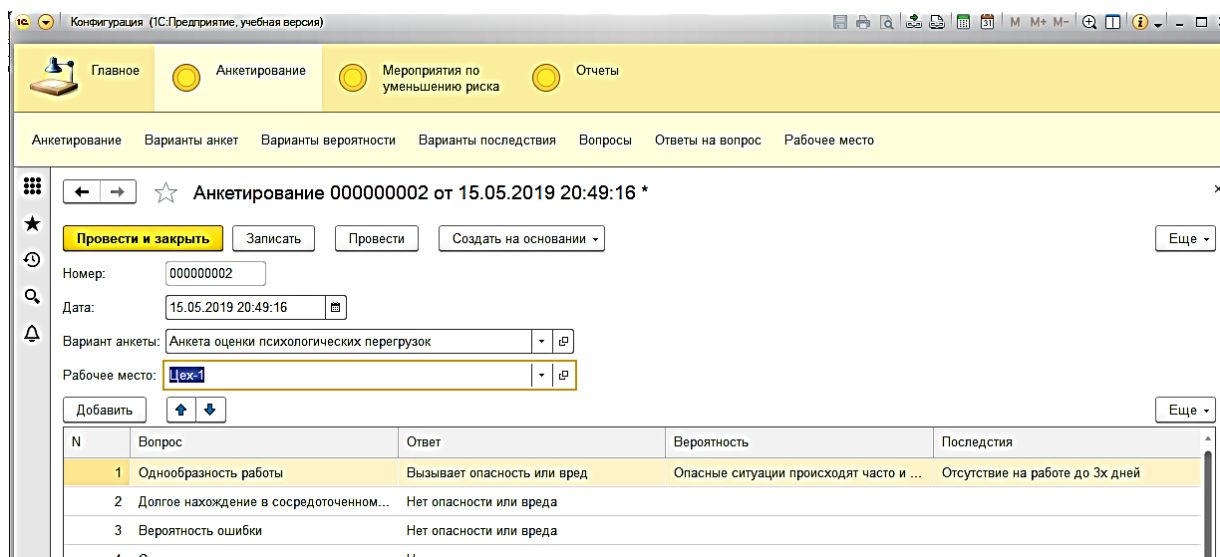 Конфигурация (1С:Предприятие, учебная версия)
M M+ M-
Главное Анкетирование Мероприятия по уменьшению риска Отчеты
Анкетирование Варианты анкет Варианты вероятности Варианты последствия Вопросы Ответы на вопрос Рабочее место
Анкетирование 000000002 от 15.05.2019 20:49:16 *
Провести и закрыть Записать Провести Создать на основании Еще
Номер: 000000002
Дата: 15.05.2019 20:49:16
Вариант анкеты: Анкета оценки психологических перегрузок
Рабочее место: Цех-1
Добавить Еще
N Вопрос Ответ Вероятность Последстия
1 Однообразность работы Вызывает опасность или вред Опасные ситуации происходят часто и ... Отсутствие на работе до 3х дней
2 Долгое нахождение в сосредоточенном... Нет опасности или вреда
3 Вероятность ошибки Нет опасности или вреда